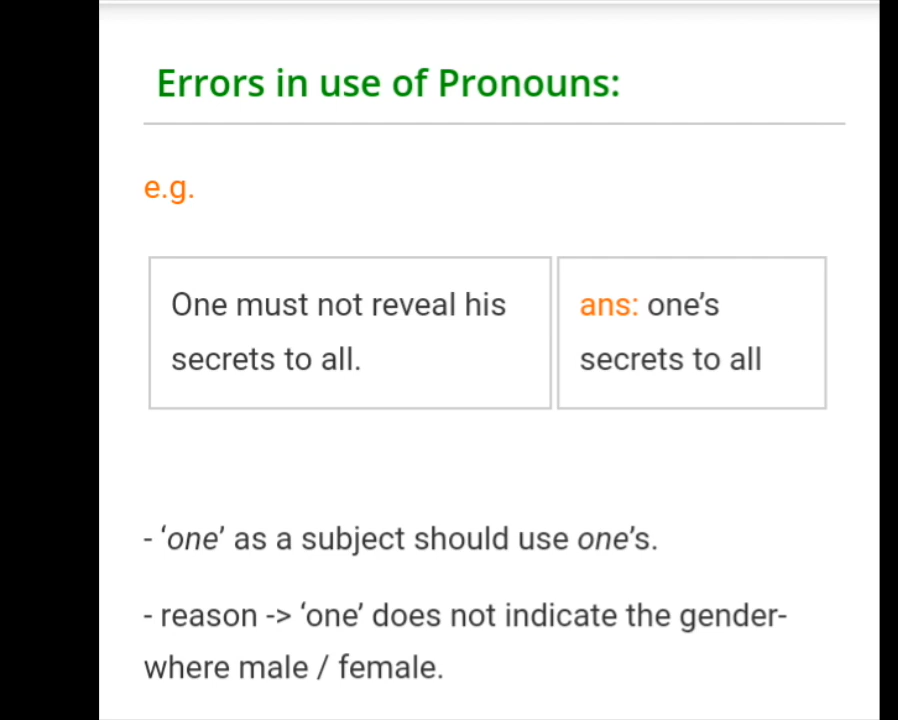 Errors in use of Pronouns:
e.g.
One must not reveal his
secrets to all.
ans: one’s
secrets to all
- ‘one’ as a subject should use one’s.
- reason -> ‘one’ does not indicate the gender-
where male / female.